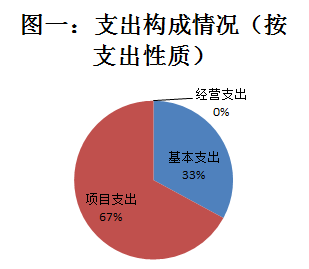 图一：支出构成情况（按
支出性质）
经营支出
0%
基本支出
33%
项目支出
67%